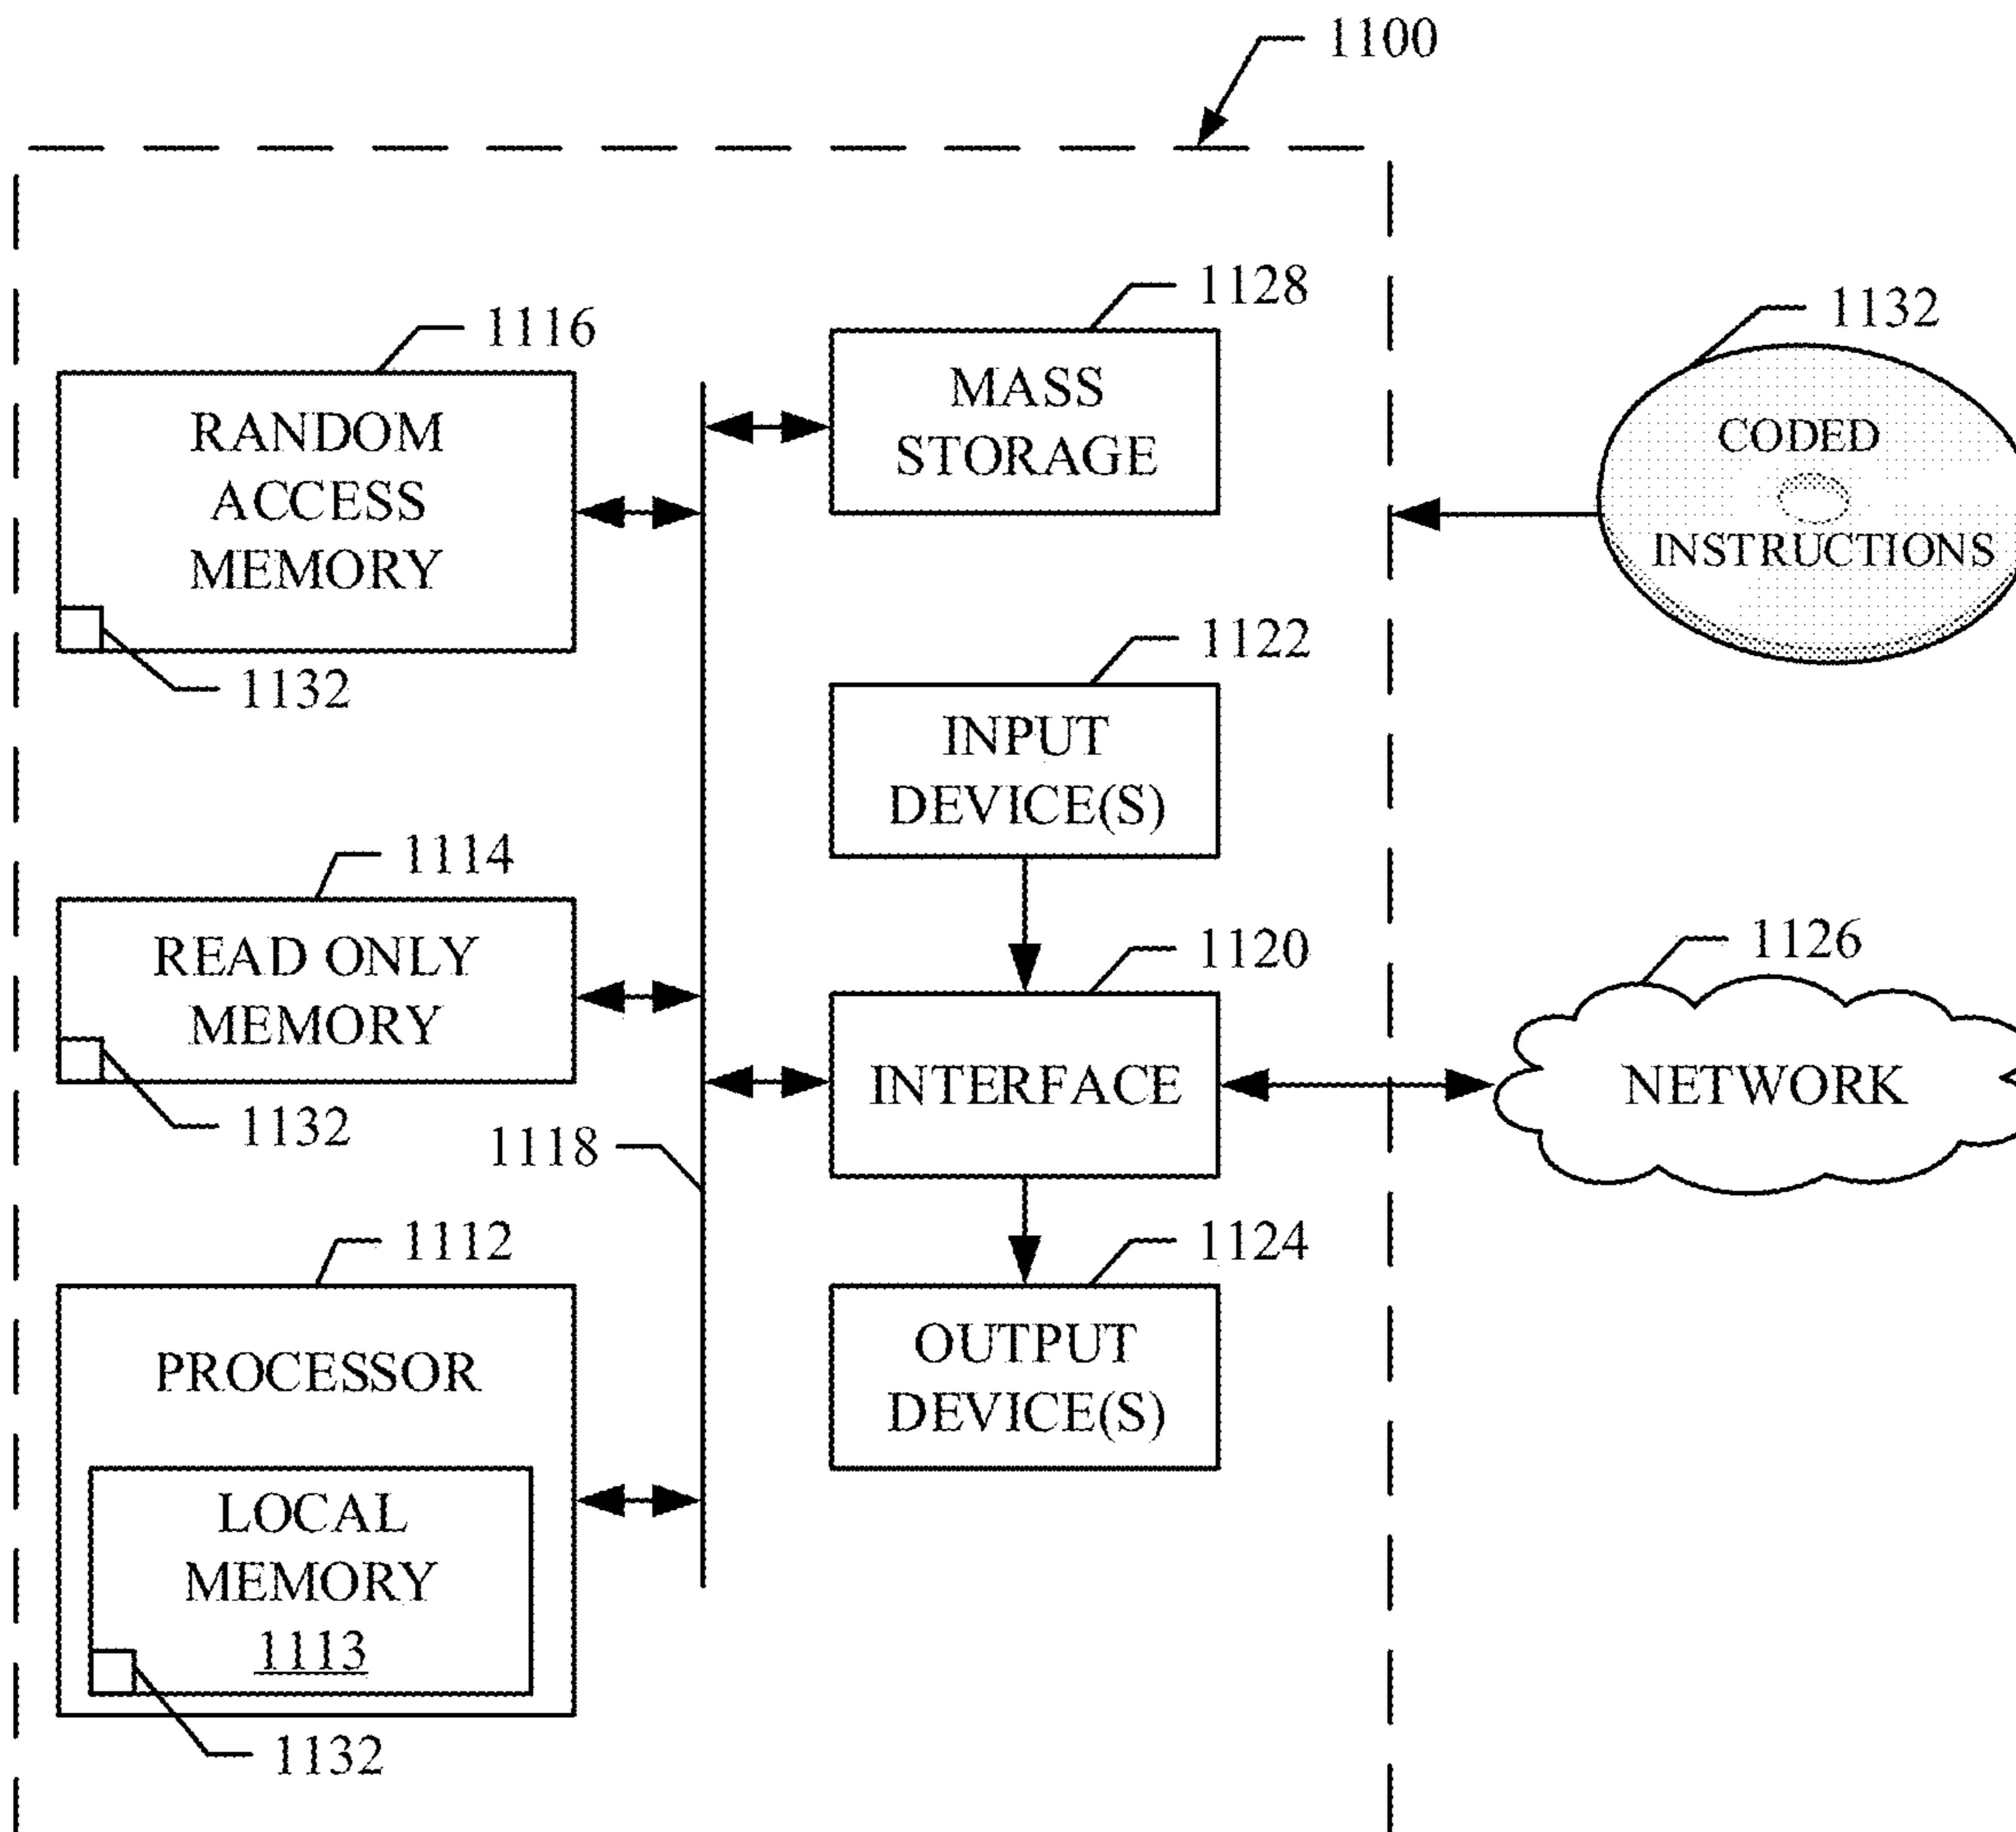 1100
1128
1116
1132
MASS
STORAGE
RANDOM
ACCESS
MEMORY
CODED
INSTRUCTIONS
1132
1122
INPUT
DEVICE(S)
1114
READ ONLY
MEMORY
1132
1120
INTERFACE
1126
NETWORK
1118
1112
PROCESSOR
1124
OUTPUT
DEVICE(S)
LOCAL
MEMORY
1113
1132